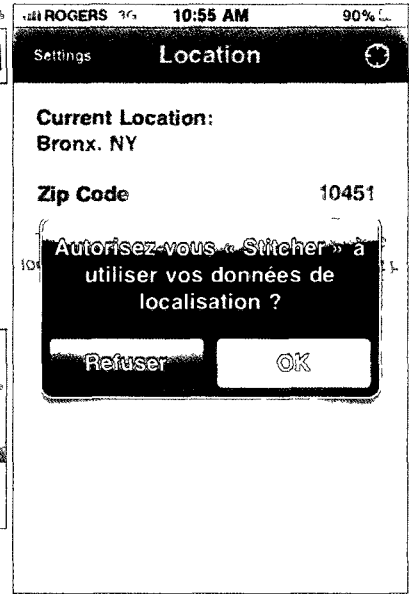 ROGERS 3G 10:55 AM 90%
Settings Location
Current Location:
Bronx. NY
Zip Code 10451
Autorisez-vous « Stitcher » à
utiliser vos données de
localisation ?
Refuser OK